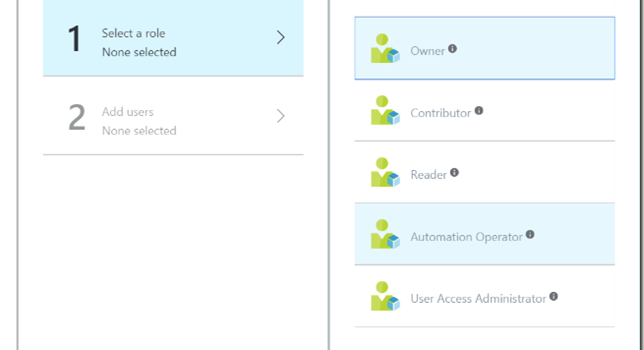 1
Select a role
None selected
2
Add users
None selected
Owner
Contributor
Reader
Automation Operator
User Access Administrator